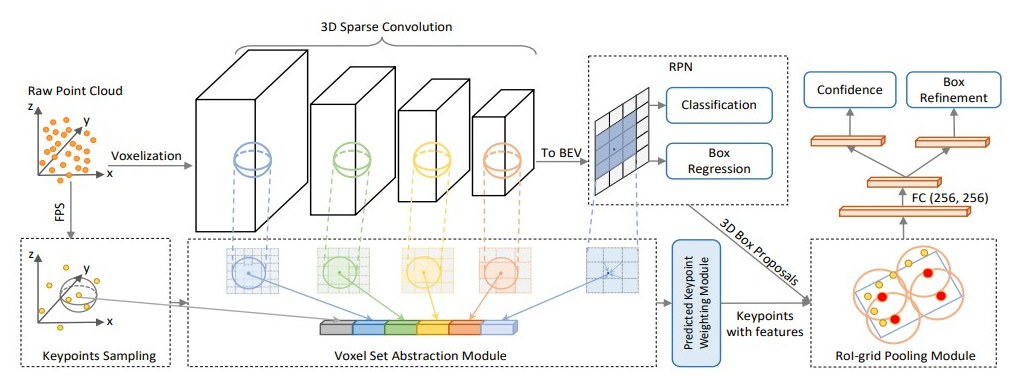 3D Sparse Convolution
Raw Point Cloud
z
y
x
Voxelization
FPS
To BEV
RPN
Classification
Box
Regression
Confidence
Box
Refinement
FC (256, 256)
3D Box Proposals
z
y
x
Keypoints Sampling
Voxel Set Abstraction Module
Predicted Keypoint
Weighting Module
Keypoints
with features
RoI-grid Pooling Module